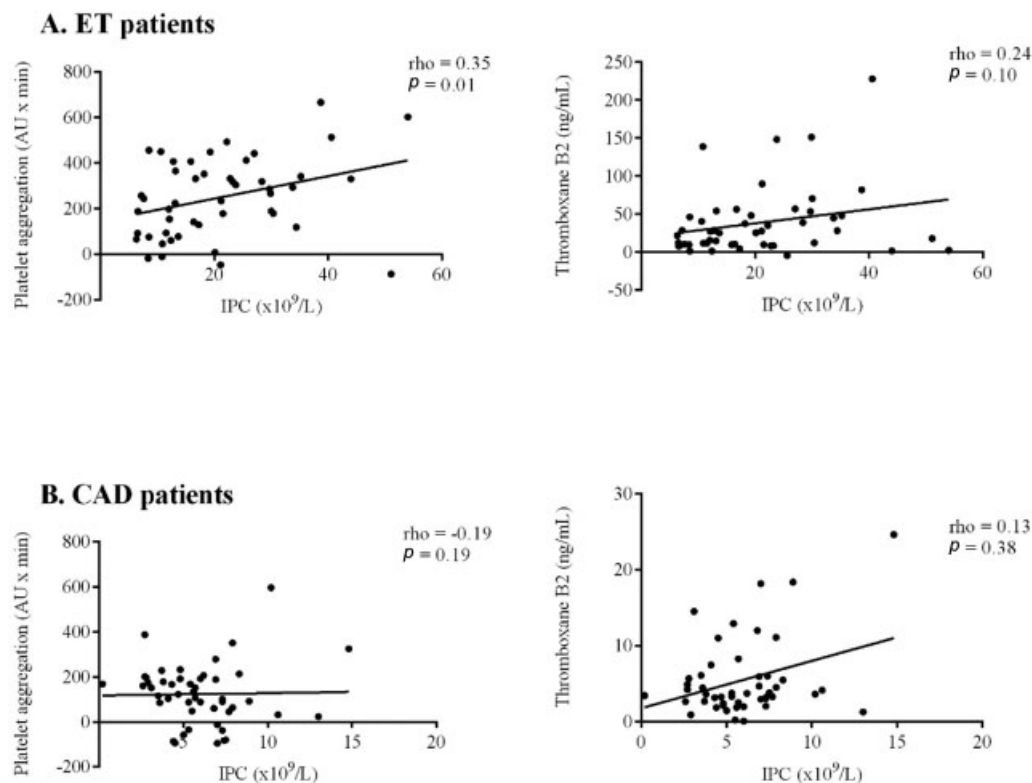 A. ET patients
rho = 0.35
p = 0.01
Platelet aggregation (AU x min)
800
600
400
200
0
-200
20
40
60
IPC (x10⁹/L)
rho = 0.24
p = 0.10
Thromboxane B2 (ng/mL)
250
200
150
100
50
0
-50
20
40
60
IPC (x10⁹/L)
B. CAD patients
rho = -0.19
p = 0.19
Platelet aggregation (AU x min)
800
600
400
200
0
-200
5
10
15
20
IPC (x10⁹/L)
rho = 0.13
p = 0.38
Thromboxane B2 (ng/mL)
30
20
10
0
0
5
10
15
20
IPC (x10⁹/L)